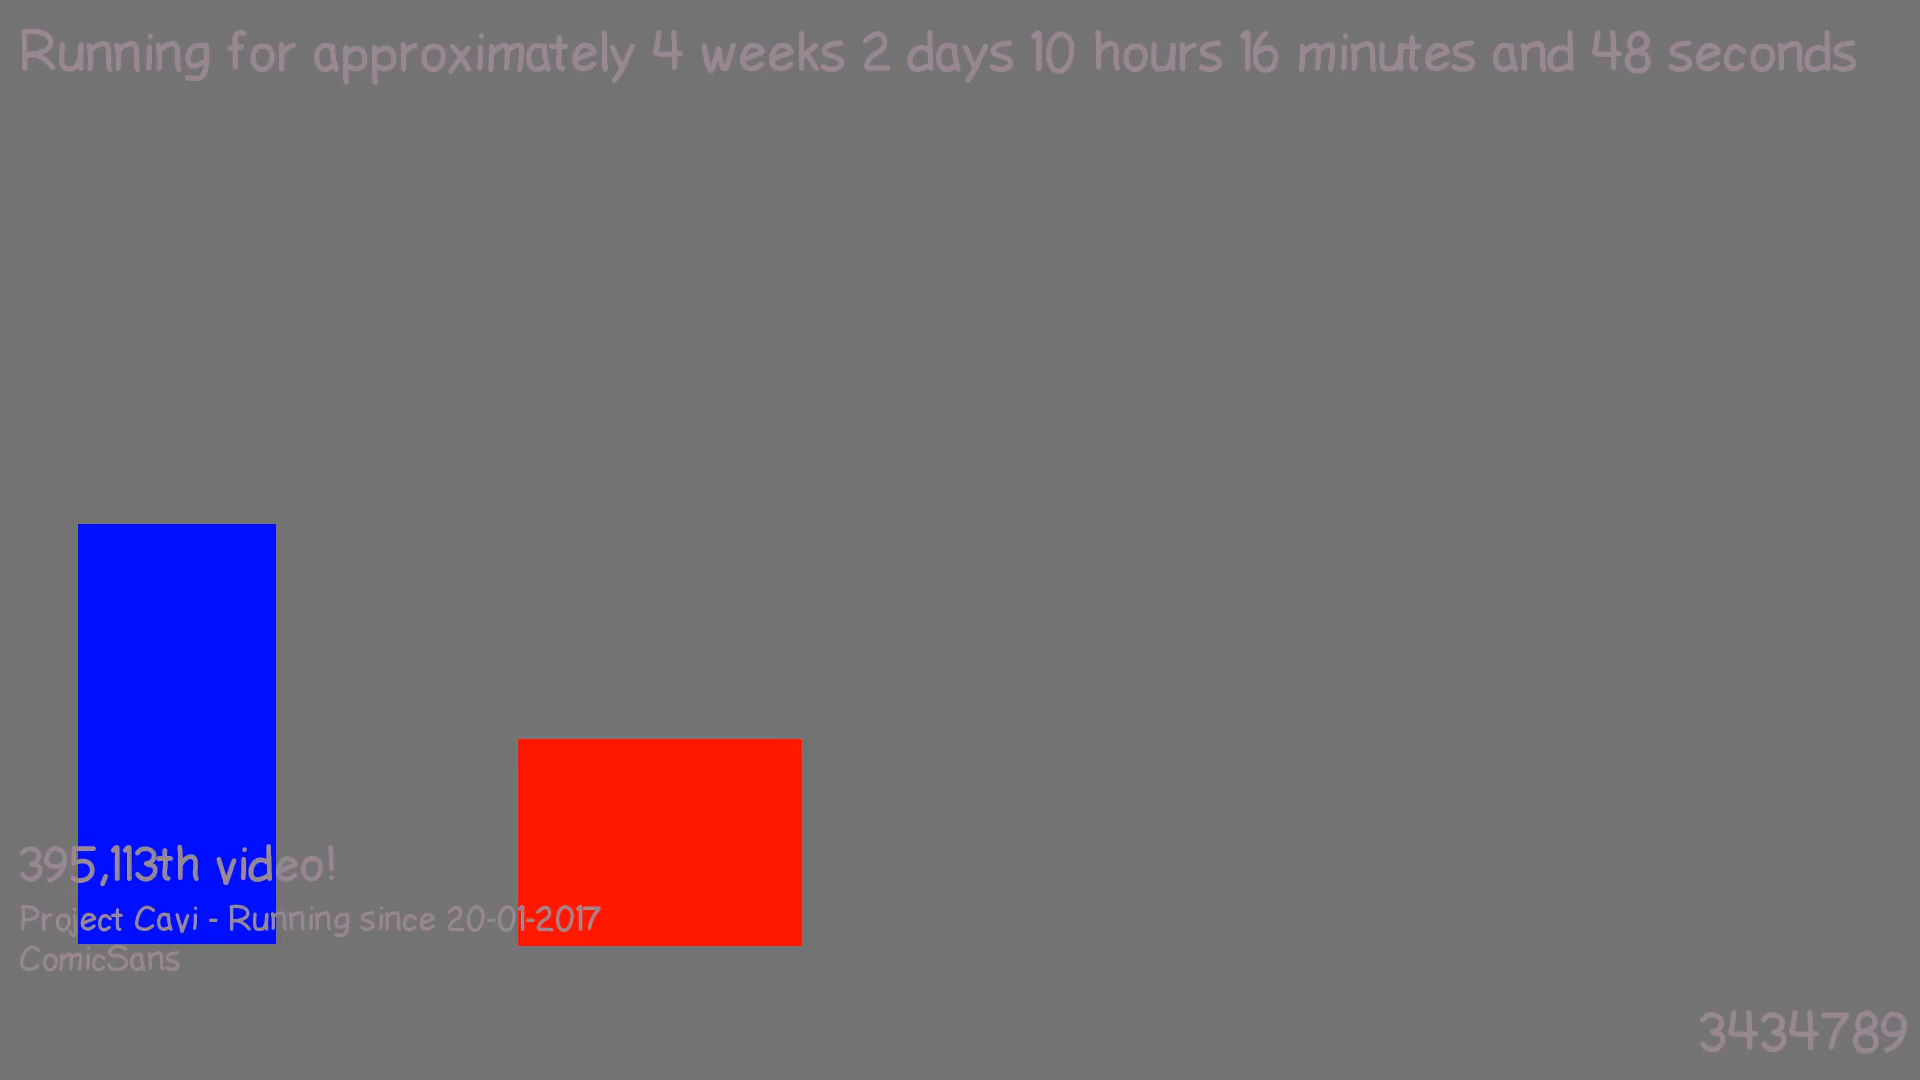 Running for approximately 4 weeks 2 days 10 hours 16 minutes and 48 seconds
395,113th video!
Project Cavi - Running since 20-01-2017
ComicSans
3434789